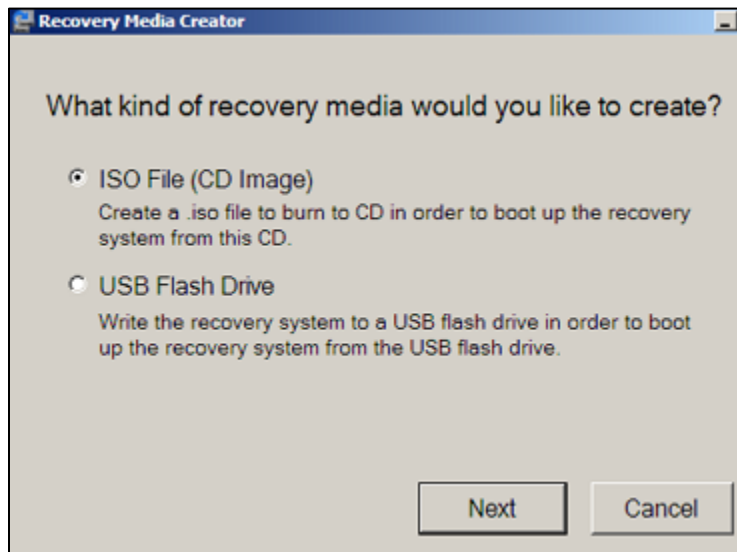 Recovery Media Creator
What kind of recovery media would you like to create?
ISO File (CD Image)
Create a .iso file to burn to CD in order to boot up the recovery
system from this CD.
USB Flash Drive
Write the recovery system to a USB flash drive in order to boot
up the recovery system from the USB flash drive.
Next
Cancel